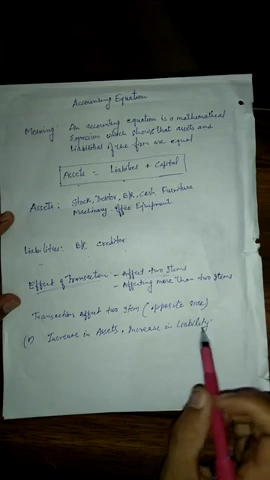 Accounting Equation
Meaning: An accounting equation is a mathematical
Expression which shows that assets and
liabilities of the firm are equal
Assets = Liabilities + Capital
Assets: Stock, Debtor, B/R, Cash Furniture
Machinery Office Equipment
Liabilities: B/P, Creditor
Effect of Transaction - Affect two Items
- Affecting more than two Items
Transaction Affect two Item (opposite side)
(1) Increase in Assets, Increase in Liability